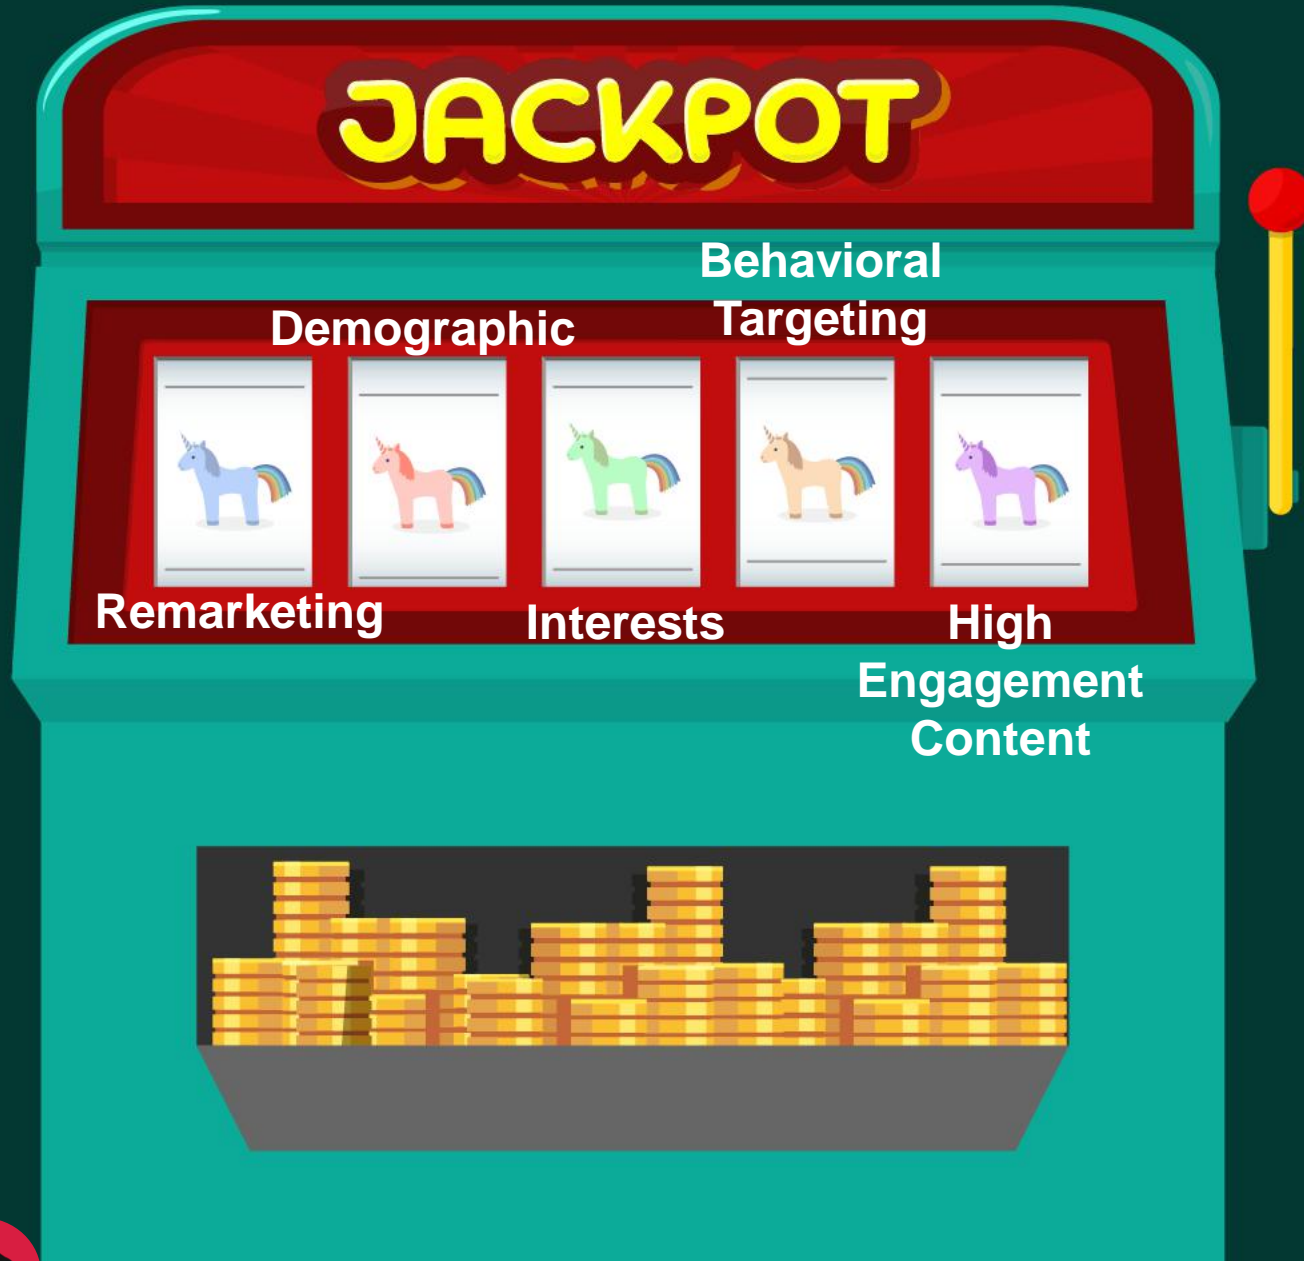 JACKPOT
Behavioral
Targeting
Demographic
Remarketing
Interests
High
Engagement
Content